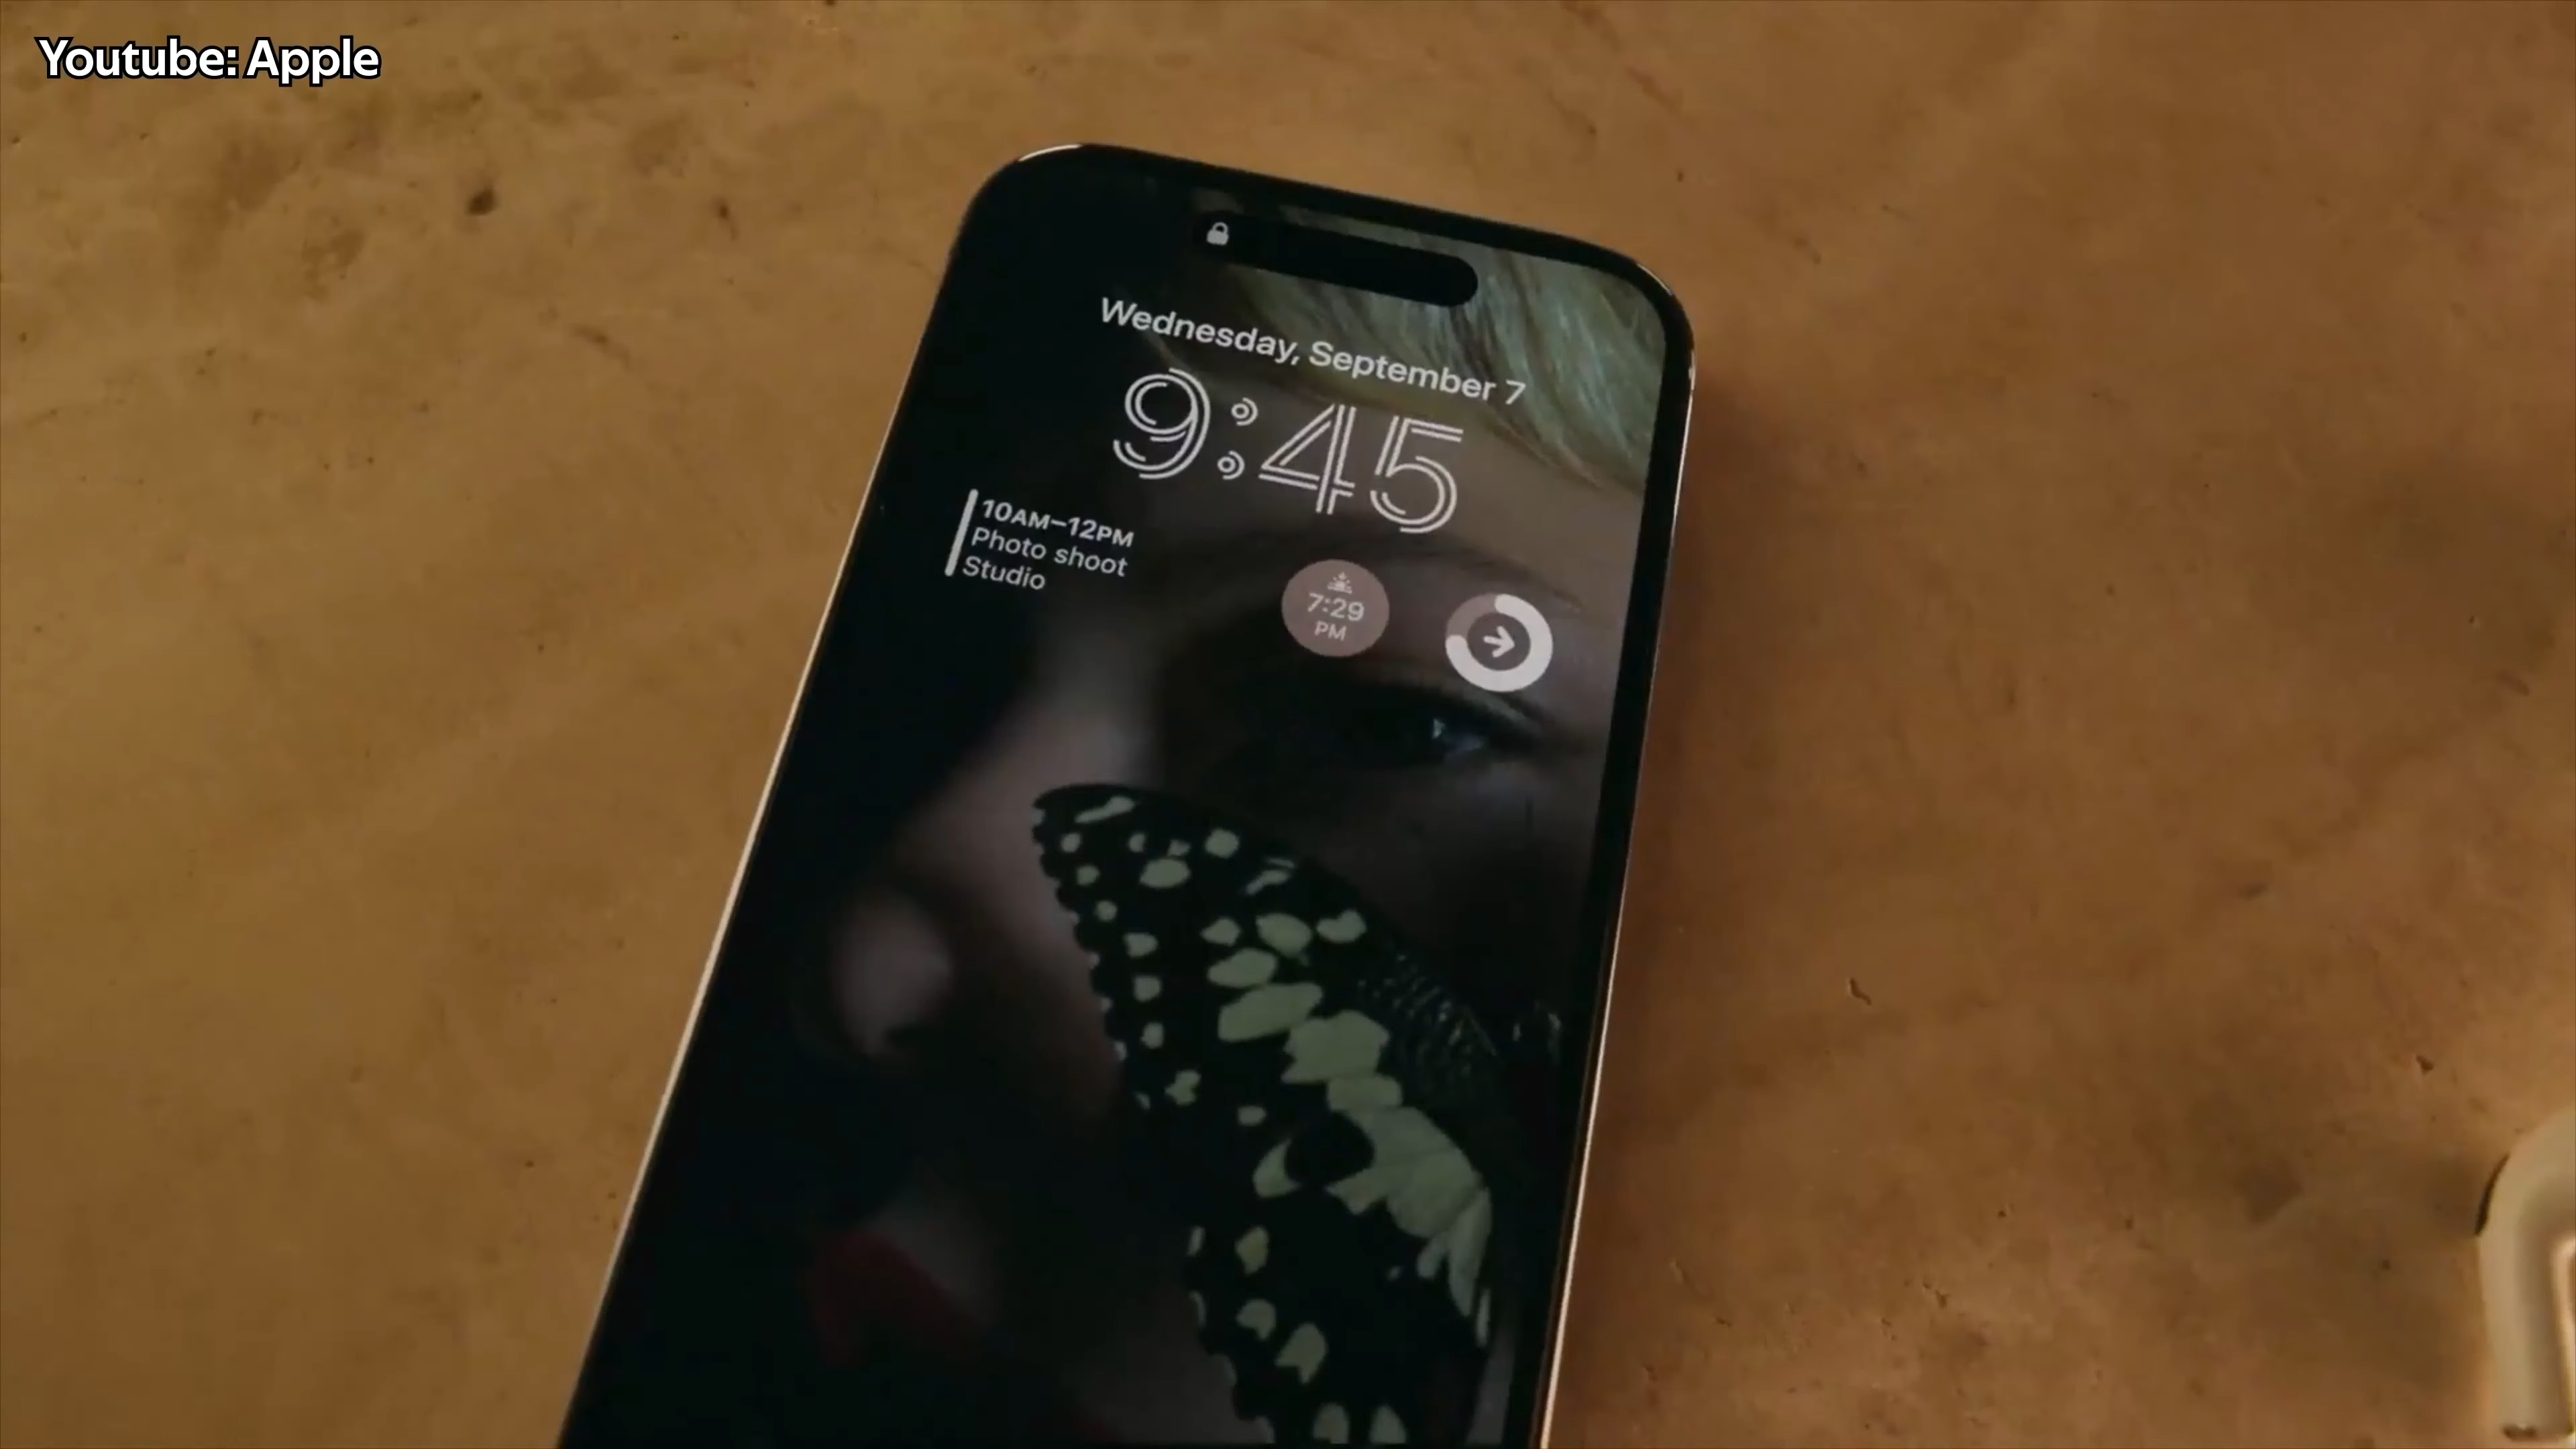 Youtube: Apple
Wednesday, September 7
9:45
10AM–12PM
Photo shoot
Studio
7:29
PM